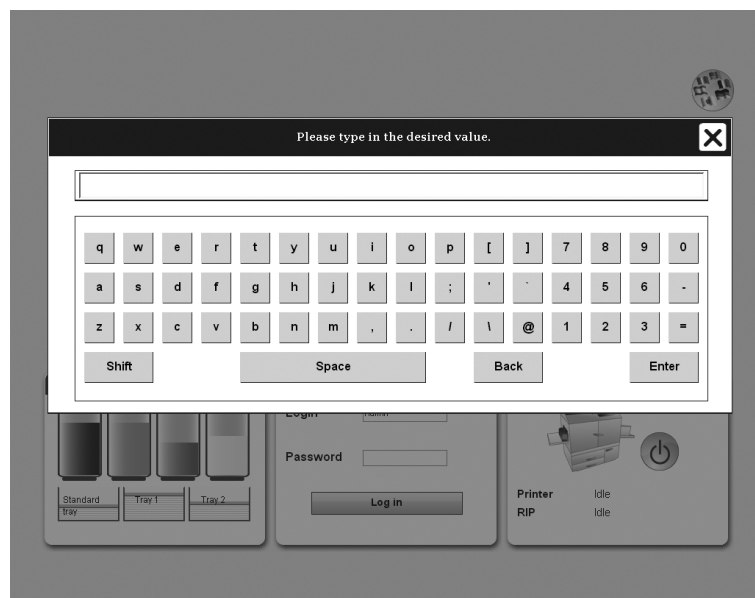 Please type in the desired value.
q w e r t y u i o p [ ] 7 8 9 0
a s d f g h j k l ; ' ` 4 5 6 -
z x c v b n m , . / \ @ 1 2 3 =
Shift Space Back Enter
Login
Password
Log in
Standard tray
Tray 1
Tray 2
Printer Idle
RIP Idle